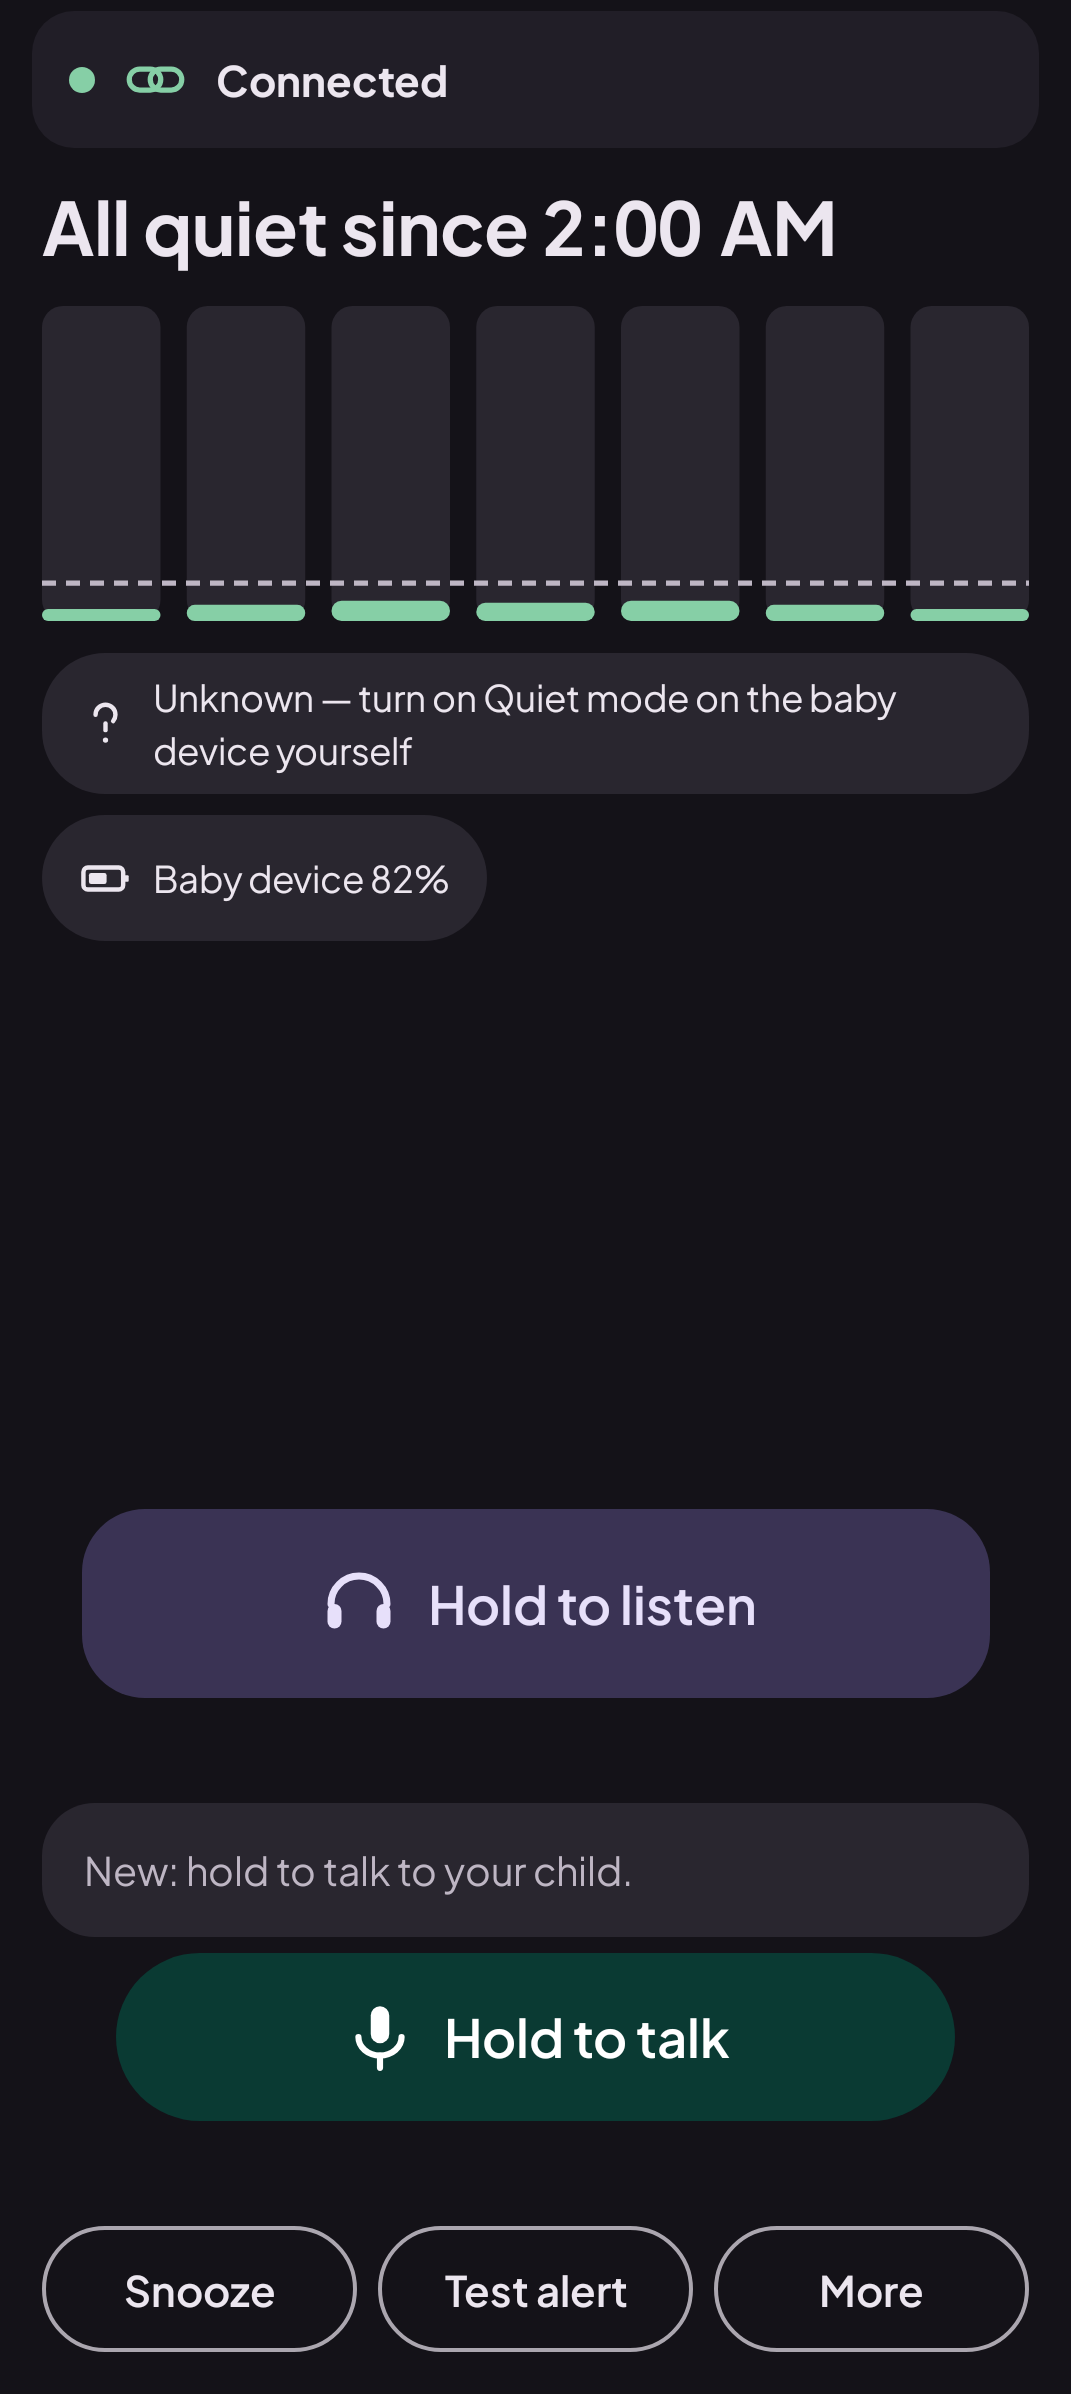 Connected
All quiet since 2:00 AM
Unknown — turn on Quiet mode on the baby
device yourself
Baby device 82%
Hold to listen
New: hold to talk to your child.
Hold to talk
Snooze
Test alert
More